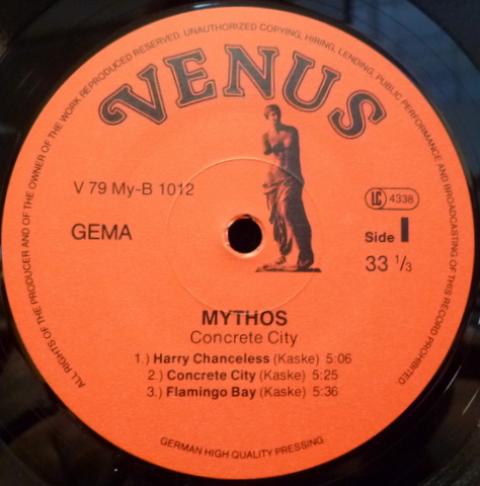 ALL RIGHTS OF THE PRODUCER AND OF THE OWNER OF THE WORK REPRODUCED RESERVED. UNAUTHORIZED COPYING, HIRING, LENDING, PUBLIC PERFORMANCE AND BROADCASTING OF THIS RECORD PROHIBITED
VENUS
V 79 My-B 1012
LC 4338
GEMA
Side I
33 1/3
MYTHOS
Concrete City
1.) Harry Chanceless (Kaske) 5:06
2.) Concrete City (Kaske) 5:25
3.) Flamingo Bay (Kaske) 5:36
GERMAN HIGH QUALITY PRESSING